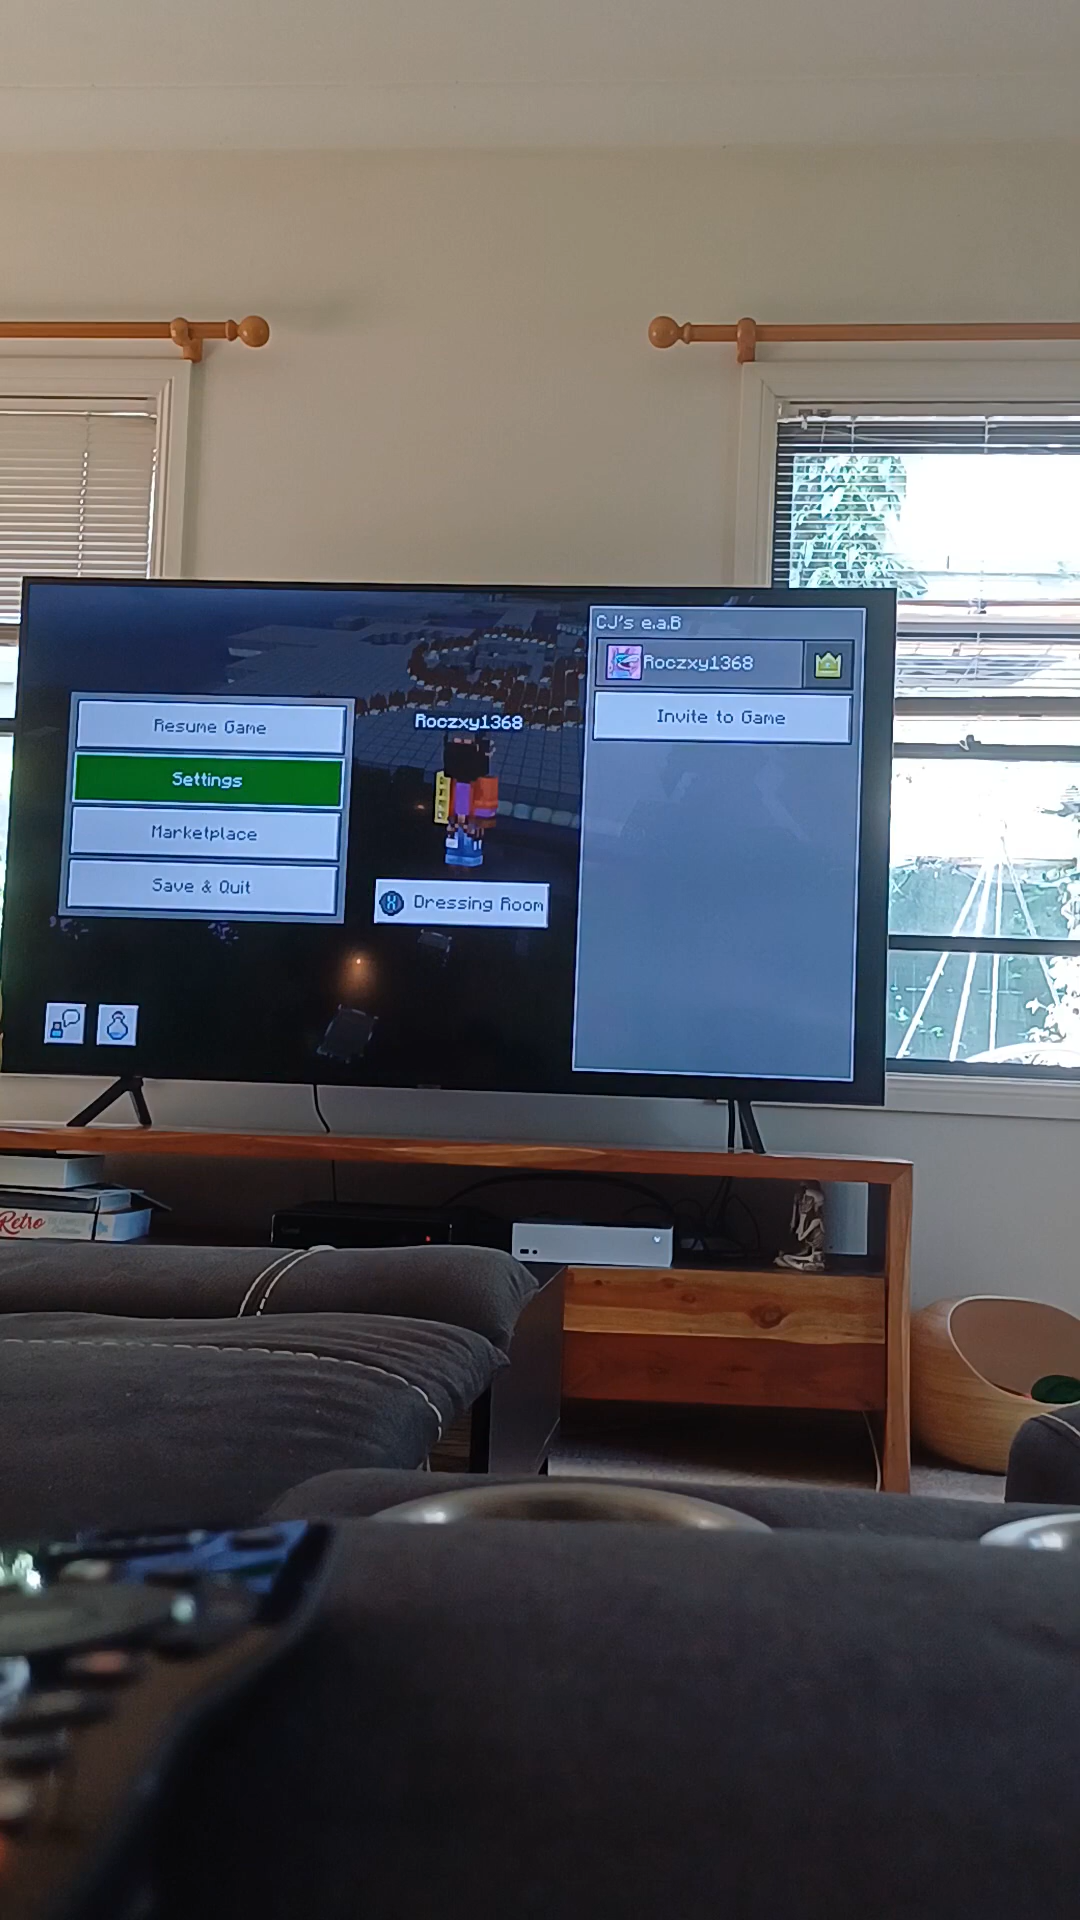 CJ's e.a.B
Roczxy1368
Invite to Game
Roczxy1368
Resume Game
Settings
Marketplace
Save & Quit
Dressing Room
Retro